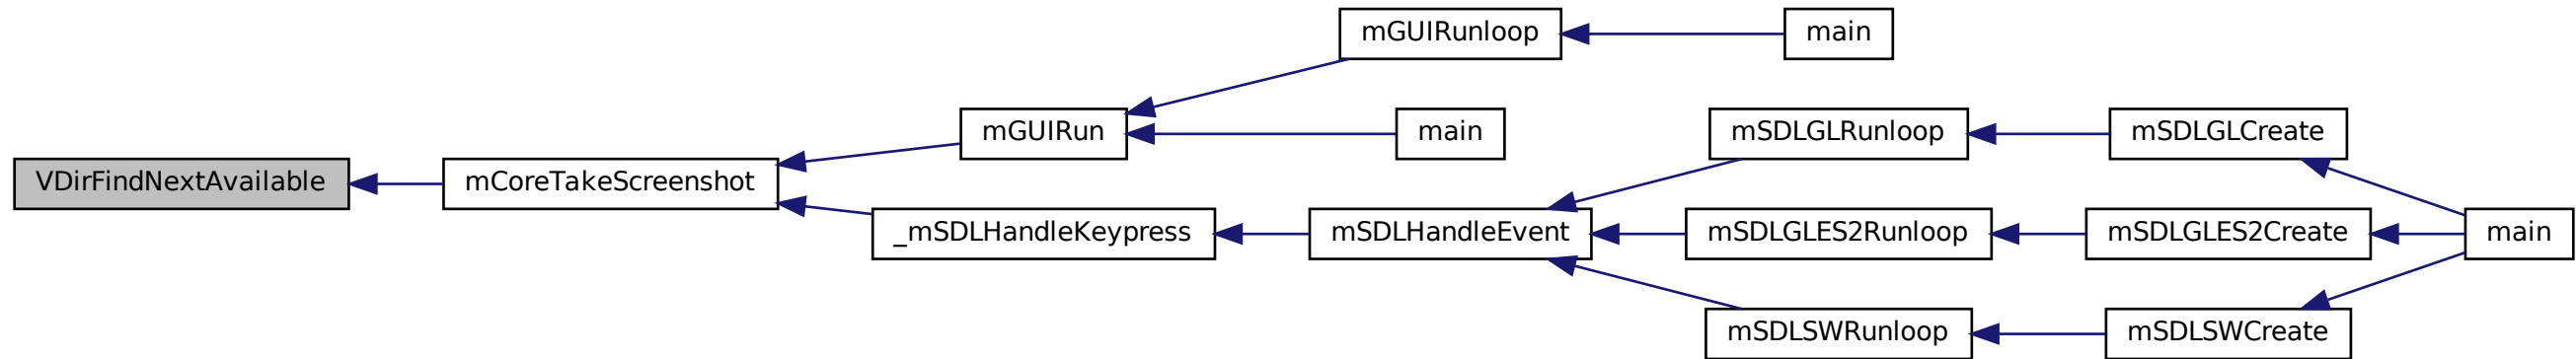 mGUIRunloop
main
mGUIRun
main
mSDLGLRunloop
mSDLGLCreate
VDirFindNextAvailable
mCoreTakeScreenshot
_mSDLHandleKeypress
mSDLHandleEvent
mSDLGLES2Runloop
mSDLGLES2Create
main
mSDLSWRunloop
mSDLSWCreate